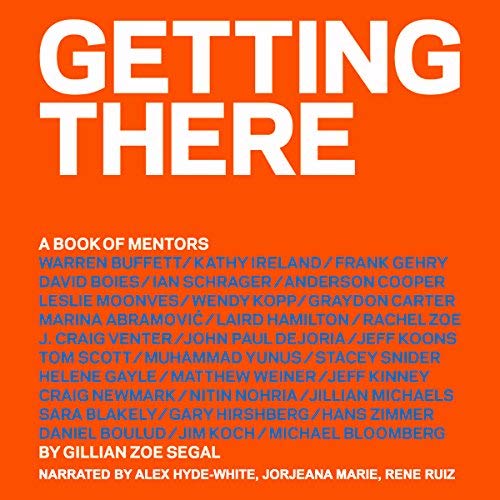 GETTING
THERE
A BOOK OF MENTORS
WARREN BUFFETT/KATHY IRELAND/FRANK GEHRY
DAVID BOIES/IAN SCHRAGER/ANDERSON COOPER
LESLIE MOONVES/WENDY KOPP/GRAYDON CARTER
MARINA ABRAMOVIĆ/LAIRD HAMILTON/RACHEL ZOE
J. CRAIG VENTER/JOHN PAUL DEJORIA/JEFF KOONS
TOM SCOTT/MUHAMMAD YUNUS/STACEY SNIDER
HELENE GAYLE/MATTHEW WEINER/JEFF KINNEY
CRAIG NEWMARK/NITIN NOHRIA/JILLIAN MICHAELS
SARA BLAKELY/GARY HIRSHBERG/HANS ZIMMER
DANIEL BOULUD/JIM KOCH/MICHAEL BLOOMBERG
BY GILLIAN ZOE SEGAL
NARRATED BY ALEX HYDE-WHITE, JORJEANA MARIE, RENE RUIZ